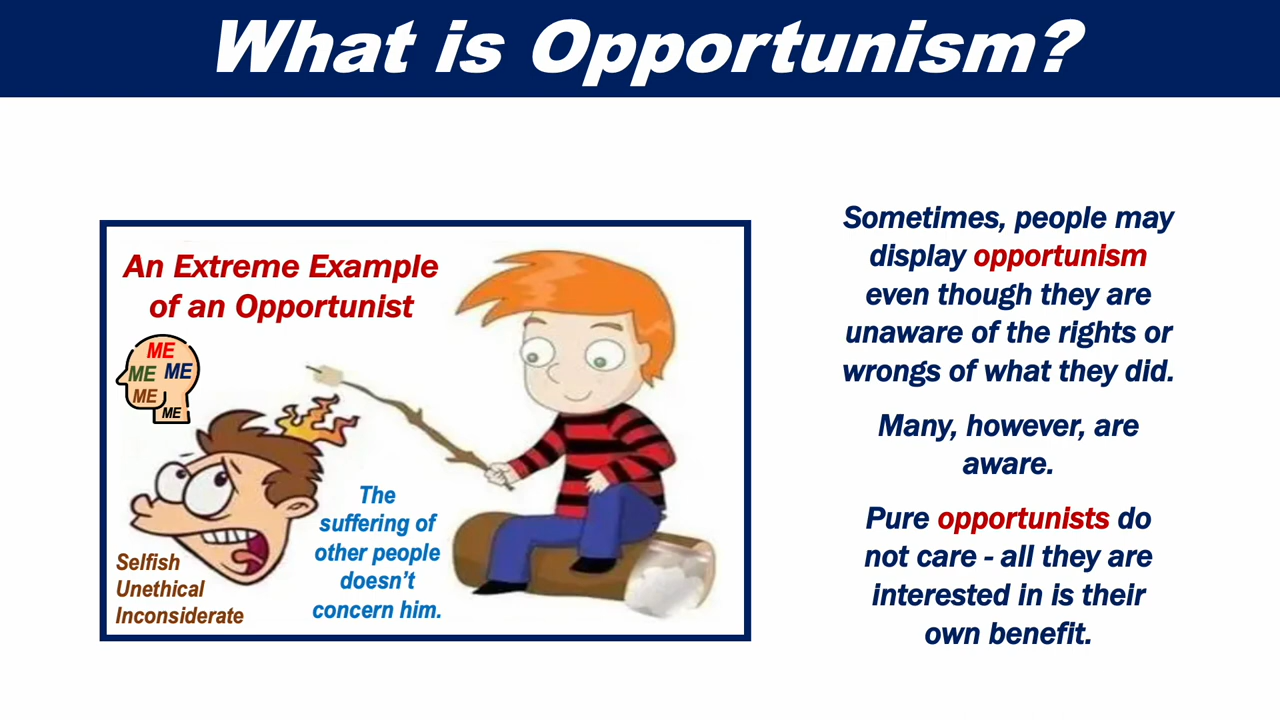 What is Opportunism?
An Extreme Example
of an Opportunist
ME
ME ME
ME
ME
The
suffering of
other people
doesn't
concern him.
Selfish
Unethical
Inconsiderate
Sometimes, people may
display opportunism
even though they are
unaware of the rights or
wrongs of what they did.
Many, however, are
aware.
Pure opportunists do
not care - all they are
interested in is their
own benefit.